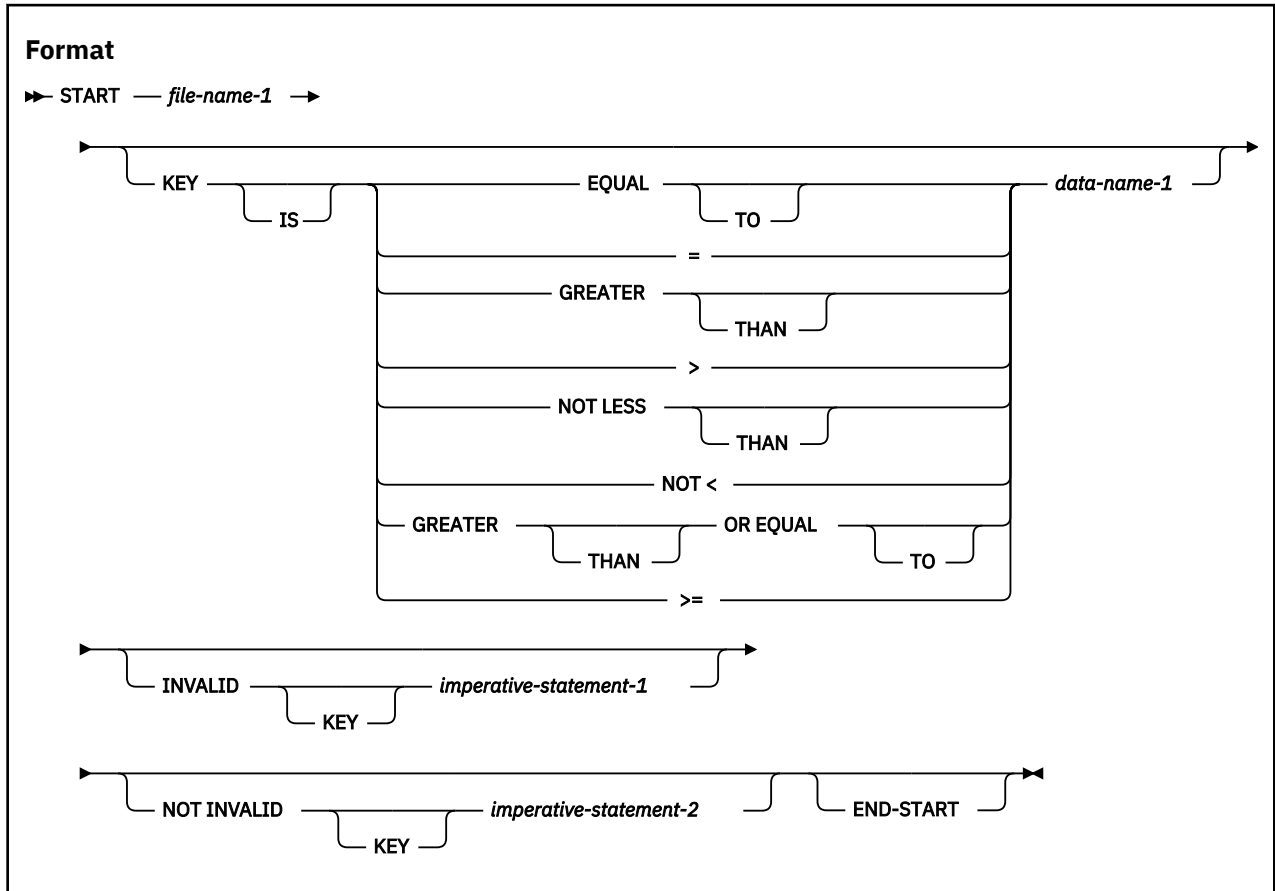 Format
START file-name-1
KEY EQUAL data-name-1
IS TO
=
GREATER
THAN
>
NOT LESS
THAN
NOT <
GREATER OR EQUAL
THAN TO
>=
INVALID imperative-statement-1
KEY
NOT INVALID imperative-statement-2 END-START
KEY